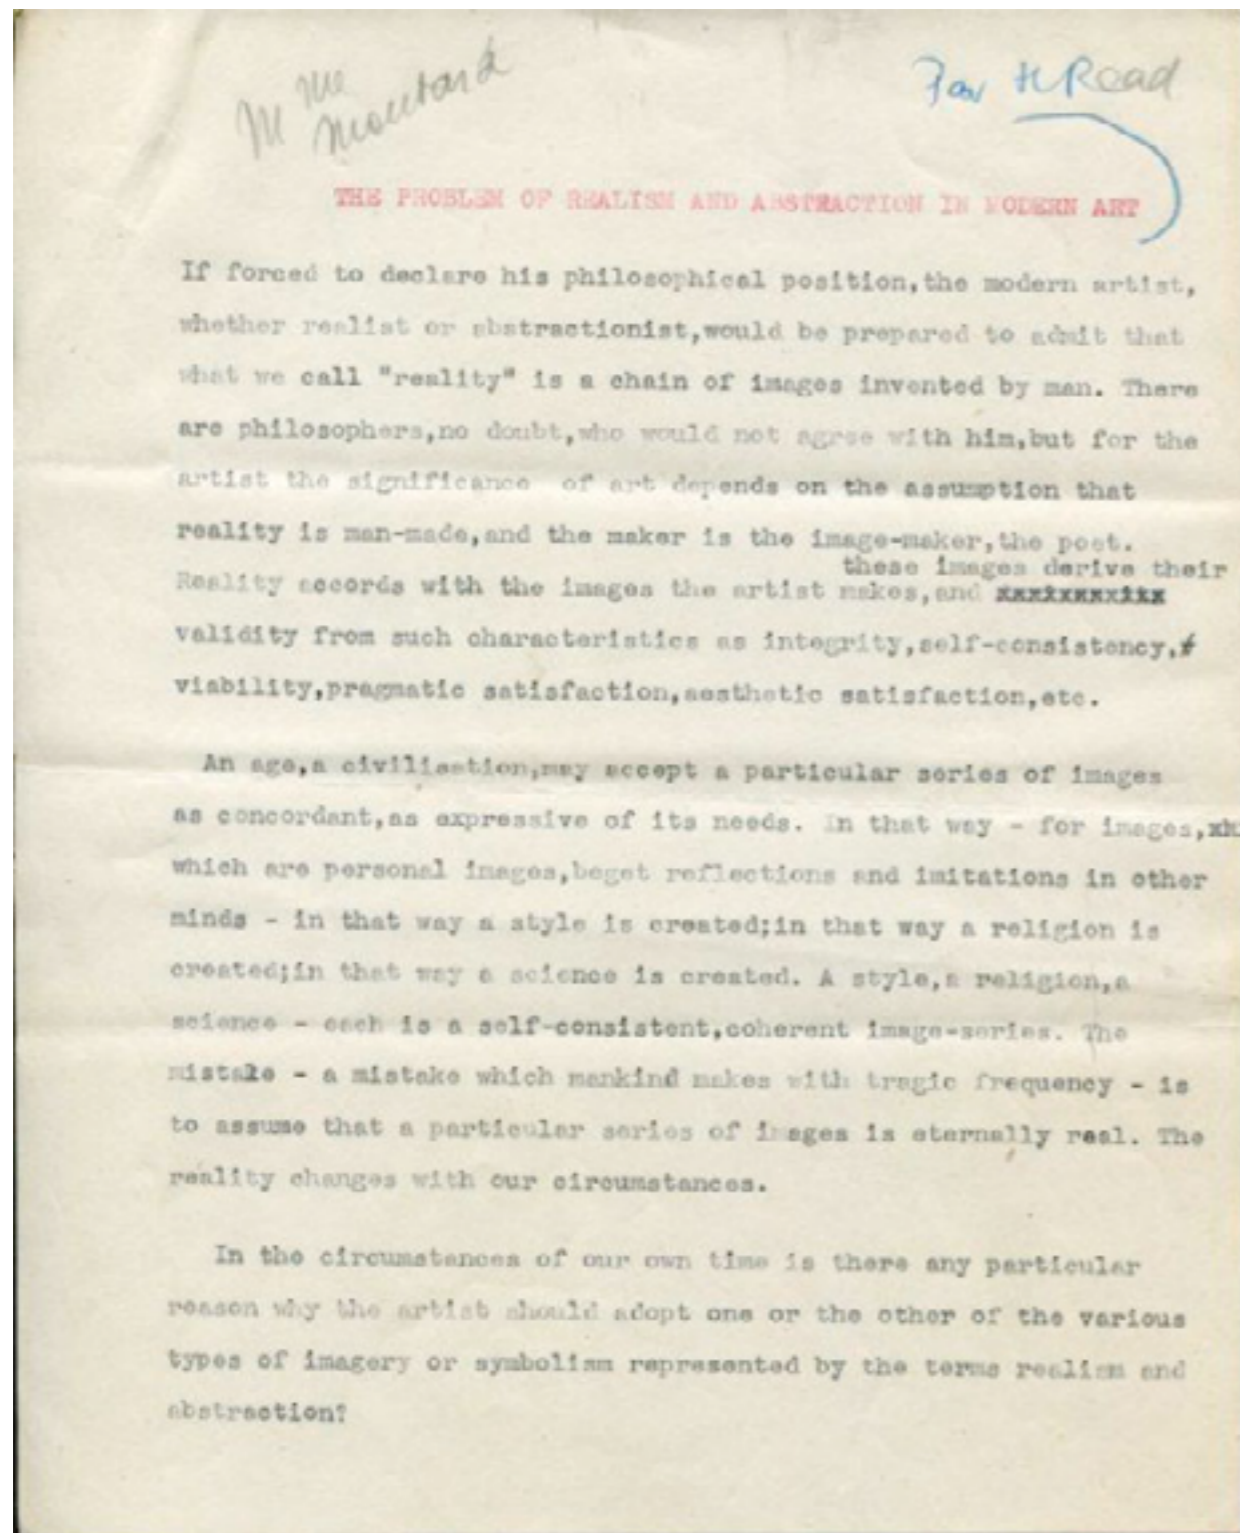 Mme
M Moutard
Par H Read
THE PROBLEM OF REALISM AND ABSTRACTION IN MODERN ART
If forced to declare his philosophical position,the modern artist,
whether realist or abstractionist,would be prepared to admit that
what we call "reality" is a chain of images invented by man. There
are philosophers,no doubt,who would not agree with him,but for the
artist the significance of art depends on the assumption that
reality is man-made,and the maker is the image-maker,the poet.
these images derive their
Reality accords with the images the artist makes,and
validity from such characteristics as integrity,self-consistency,
viability,pragmatic satisfaction,aesthetic satisfaction,etc.
An age,a civilisation,may accept a particular series of images
as concordant,as expressive of its needs. In that way - for images,xh
which are personal images,beget reflections and imitations in other
minds - in that way a style is created;in that way a religion is
created;in that way a science is created. A style,a religion,a
science - each is a self-consistent,coherent image-series. The
mistake - a mistake which mankind makes with tragic frequency - is
to assume that a particular series of images is eternally real. The
reality changes with our circumstances.
In the circumstances of our own time is there any particular
reason why the artist should adopt one or the other of the various
types of imagery or symbolism represented by the terms realism and
abstraction?